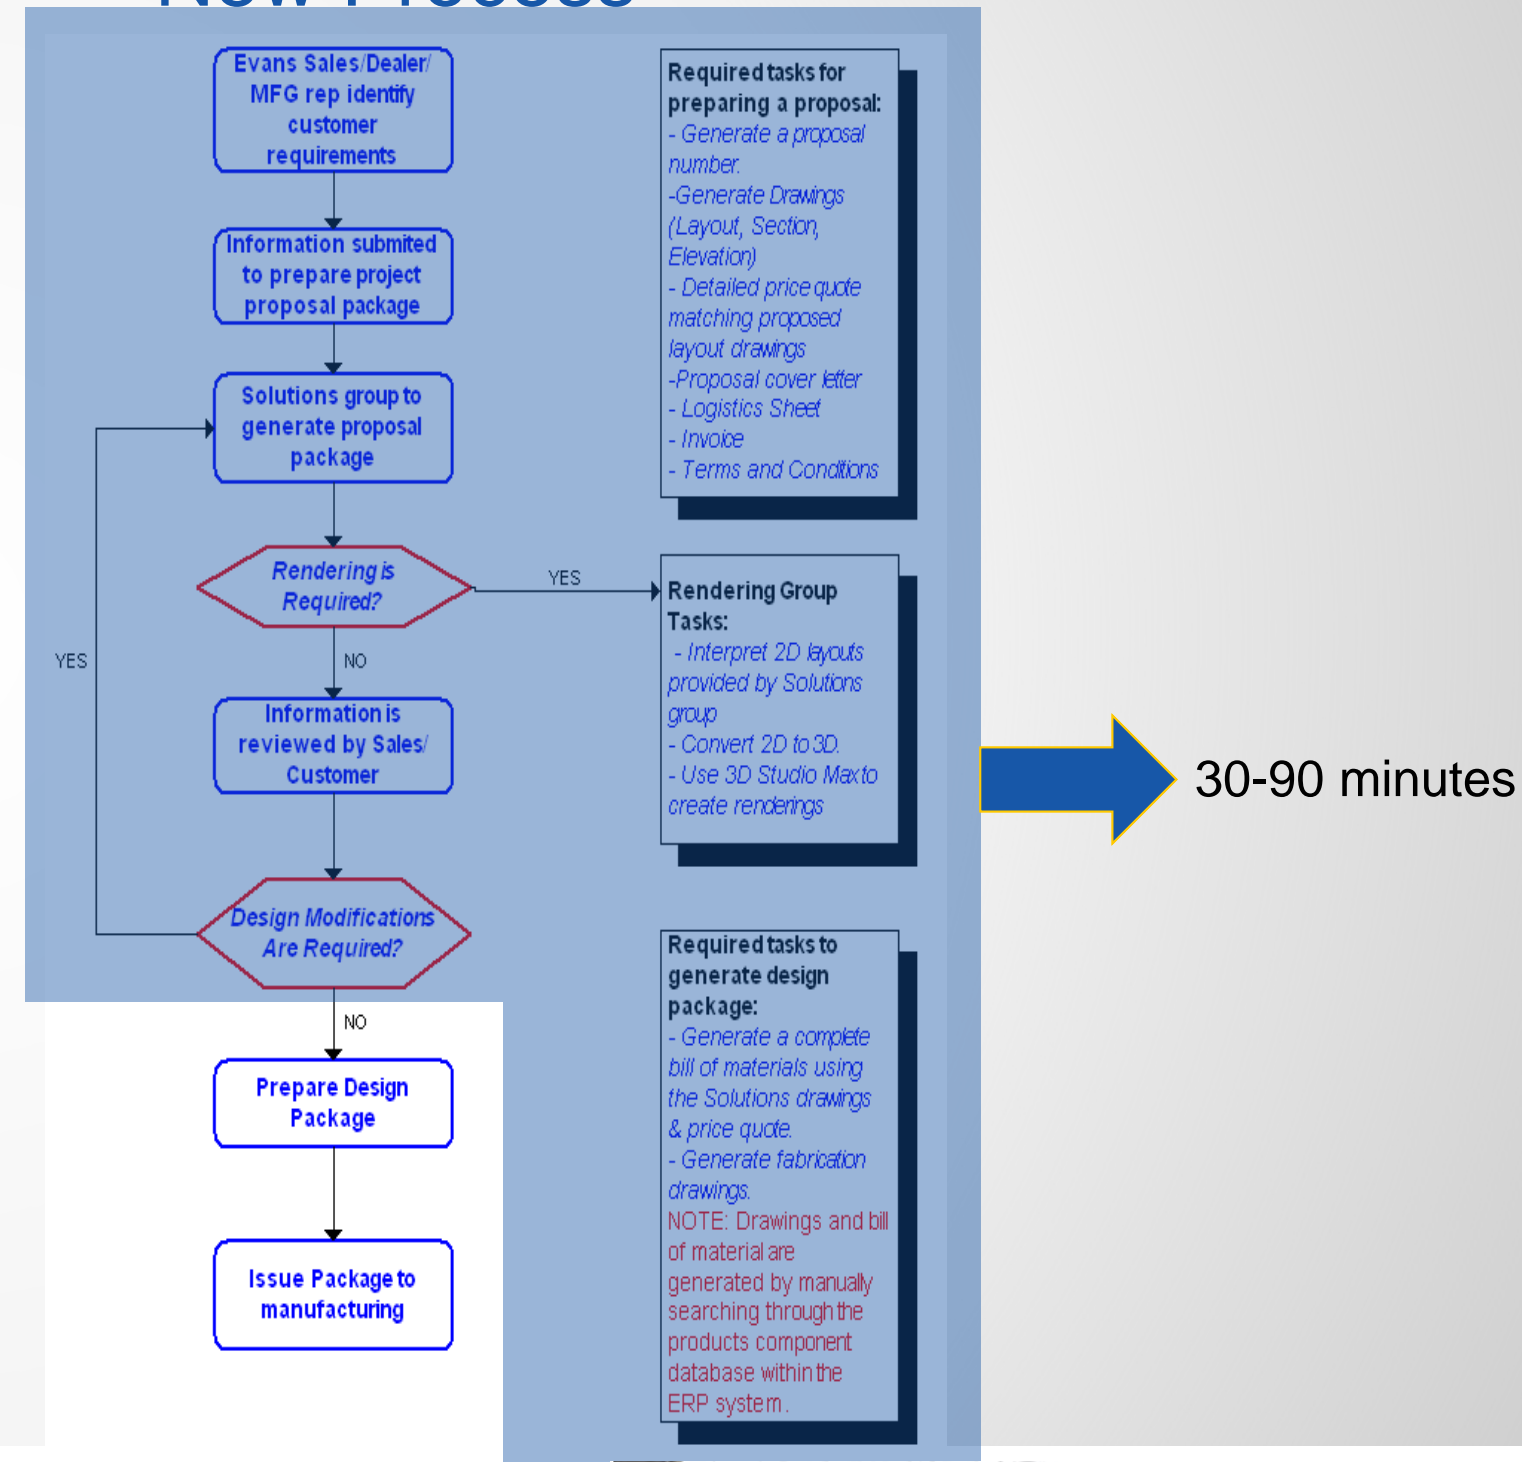 New Process
Evans Sales/Dealer/
MFG rep identify
customer
requirements
Information submited
to prepare project
proposal package
Solutions group to
generate proposal
package
Rendering is
Required?
YES
NO
YES
Information is
reviewed by Sales/
Customer
Design Modifications
Are Required?
NO
Prepare Design
Package
Issue Package to
manufacturing
Required tasks for
preparing a proposal:
- Generate a proposal
number.
-Generate Drawings
(Layout, Section,
Elevation)
- Detailed price quote
matching proposed
layout drawings
-Proposal cover letter
- Logistics Sheet
- Invoice
- Terms and Conditions
Rendering Group
Tasks:
- Interpret 2D layouts
provided by Solutions
group
- Convert 2D to 3D.
- Use 3D Studio Max to
create renderings
Required tasks to
generate design
package:
- Generate a complete
bill of materials using
the Solutions drawings
& price quote.
- Generate fabrication
drawings.
NOTE: Drawings and bill
of material are
generated by manually
searching through the
products component
database within the
ERP system.
30-90 minutes